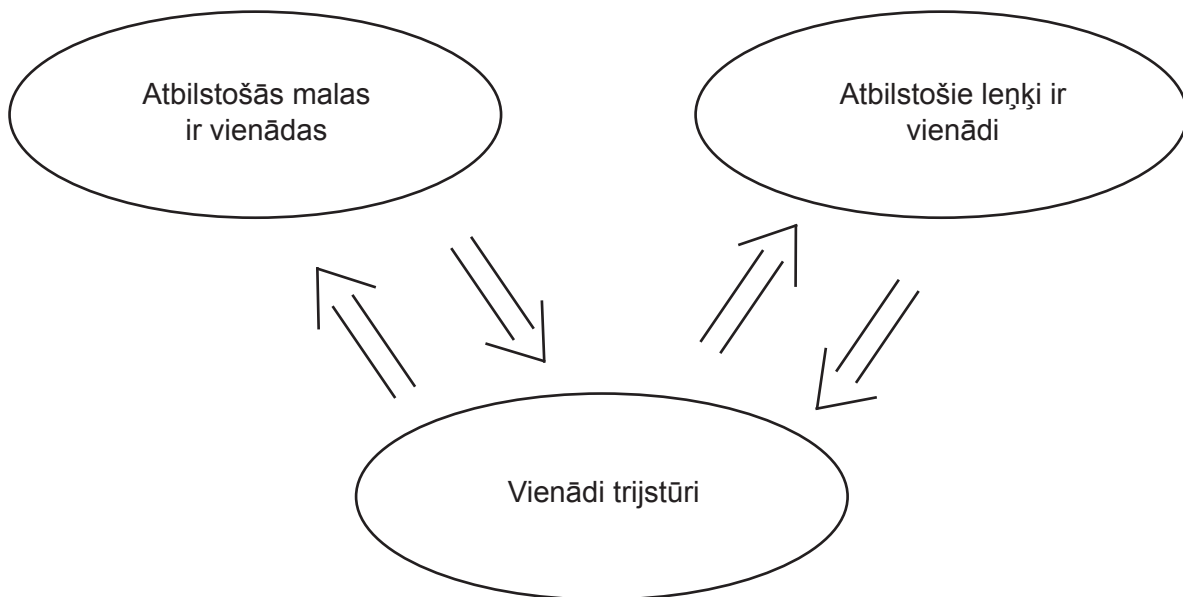 Atbilstošās malas
ir vienādas
Atbilstošie leņķi ir
vienādi
Vienādi trijstūri